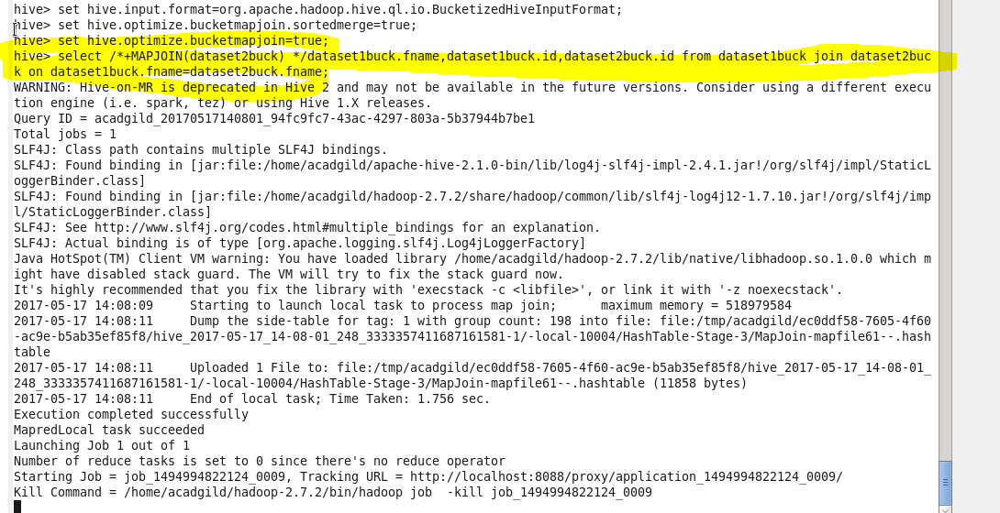 hive> set hive.input.format=org.apache.hadoop.hive.ql.io.BucketizedHiveInputFormat;
hive> set hive.optimize.bucketmapjoin.sortedmerge=true;
hive> set hive.optimize.bucketmapjoin=true;
hive> select /*+MAPJOIN(dataset2buck) */dataset1buck.fname,dataset1buck.id,dataset2buck.id from dataset1buck join dataset2buc
k on dataset1buck.fname=dataset2buck.fname;
WARNING: Hive-on-MR is deprecated in Hive 2 and may not be available in the future versions. Consider using a different execu
tion engine (i.e. spark, tez) or using Hive 1.X releases.
Query ID = acadgild_20170517140801_94fc9fc7-43ac-4297-803a-5b37944b7be1
Total jobs = 1
SLF4J: Class path contains multiple SLF4J bindings.
SLF4J: Found binding in [jar:file:/home/acadgild/apache-hive-2.1.0-bin/lib/log4j-slf4j-impl-2.4.1.jar!/org/slf4j/impl/StaticL
oggerBinder.class]
SLF4J: Found binding in [jar:file:/home/acadgild/hadoop-2.7.2/share/hadoop/common/lib/slf4j-log4j12-1.7.10.jar!/org/slf4j/imp
l/StaticLoggerBinder.class]
SLF4J: See http://www.slf4j.org/codes.html#multiple_bindings for an explanation.
SLF4J: Actual binding is of type [org.apache.logging.slf4j.Log4jLoggerFactory]
Java HotSpot(TM) Client VM warning: You have loaded library /home/acadgild/hadoop-2.7.2/lib/native/libhadoop.so.1.0.0 which m
ight have disabled stack guard. The VM will try to fix the stack guard now.
It's highly recommended that you fix the library with 'execstack -c <libfile>', or link it with '-z noexecstack'.
2017-05-17 14:08:09	Starting to launch local task to process map join;	maximum memory = 518979584
2017-05-17 14:08:11	Dump the side-table for tag: 1 with group count: 198 into file: file:/tmp/acadgild/ec0ddf58-7605-4f60
-ac9e-b5ab35ef85f8/hive_2017-05-17_14-08-01_248_3333357411687161581-1/-local-10004/HashTable-Stage-3/MapJoin-mapfile61--.hash
table
2017-05-17 14:08:11	Uploaded 1 File to: file:/tmp/acadgild/ec0ddf58-7605-4f60-ac9e-b5ab35ef85f8/hive_2017-05-17_14-08-01_
248_3333357411687161581-1/-local-10004/HashTable-Stage-3/MapJoin-mapfile61--.hashtable (11858 bytes)
2017-05-17 14:08:11	End of local task; Time Taken: 1.756 sec.
Execution completed successfully
MapredLocal task succeeded
Launching Job 1 out of 1
Number of reduce tasks is set to 0 since there's no reduce operator
Starting Job = job_1494994822124_0009, Tracking URL = http://localhost:8088/proxy/application_1494994822124_0009/
Kill Command = /home/acadgild/hadoop-2.7.2/bin/hadoop job  -kill job_1494994822124_0009